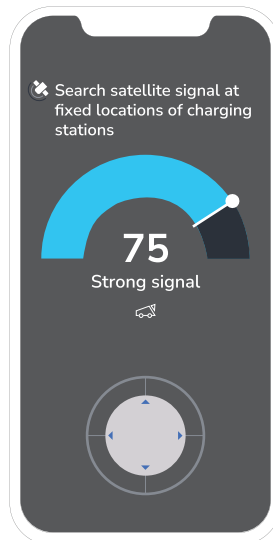 Search satellite signal at
fixed locations of charging
stations
75
Strong signal